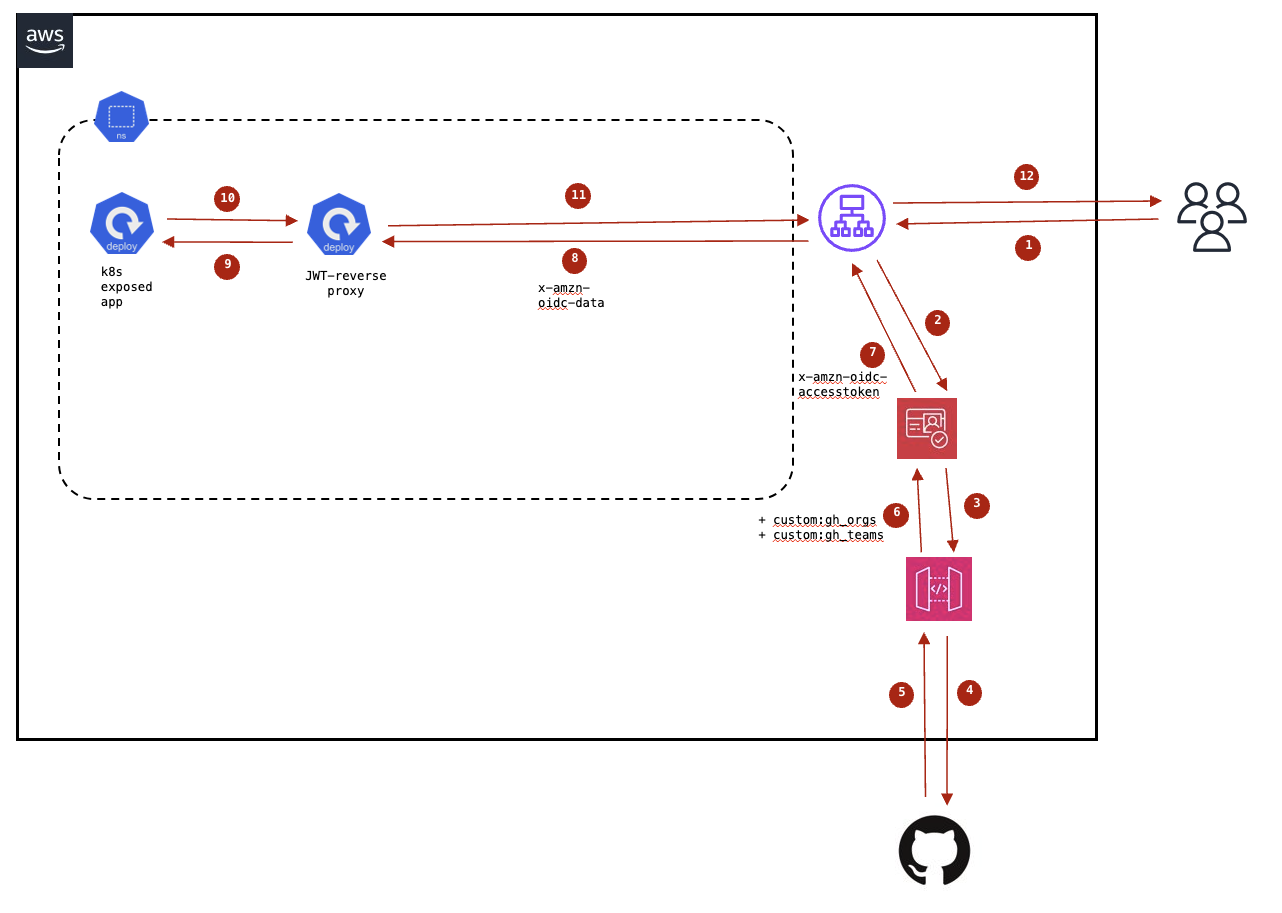 aws
ns
10
11
12
deploy
deploy
9
8
1
k8s
exposed
app
JWT-reverse
proxy
x-amzn-
oidc-data
2
7
x-amzn-oidc-
accesstoken
6
3
+ custom:gh_orgs
+ custom:gh_teams
</>
5
4